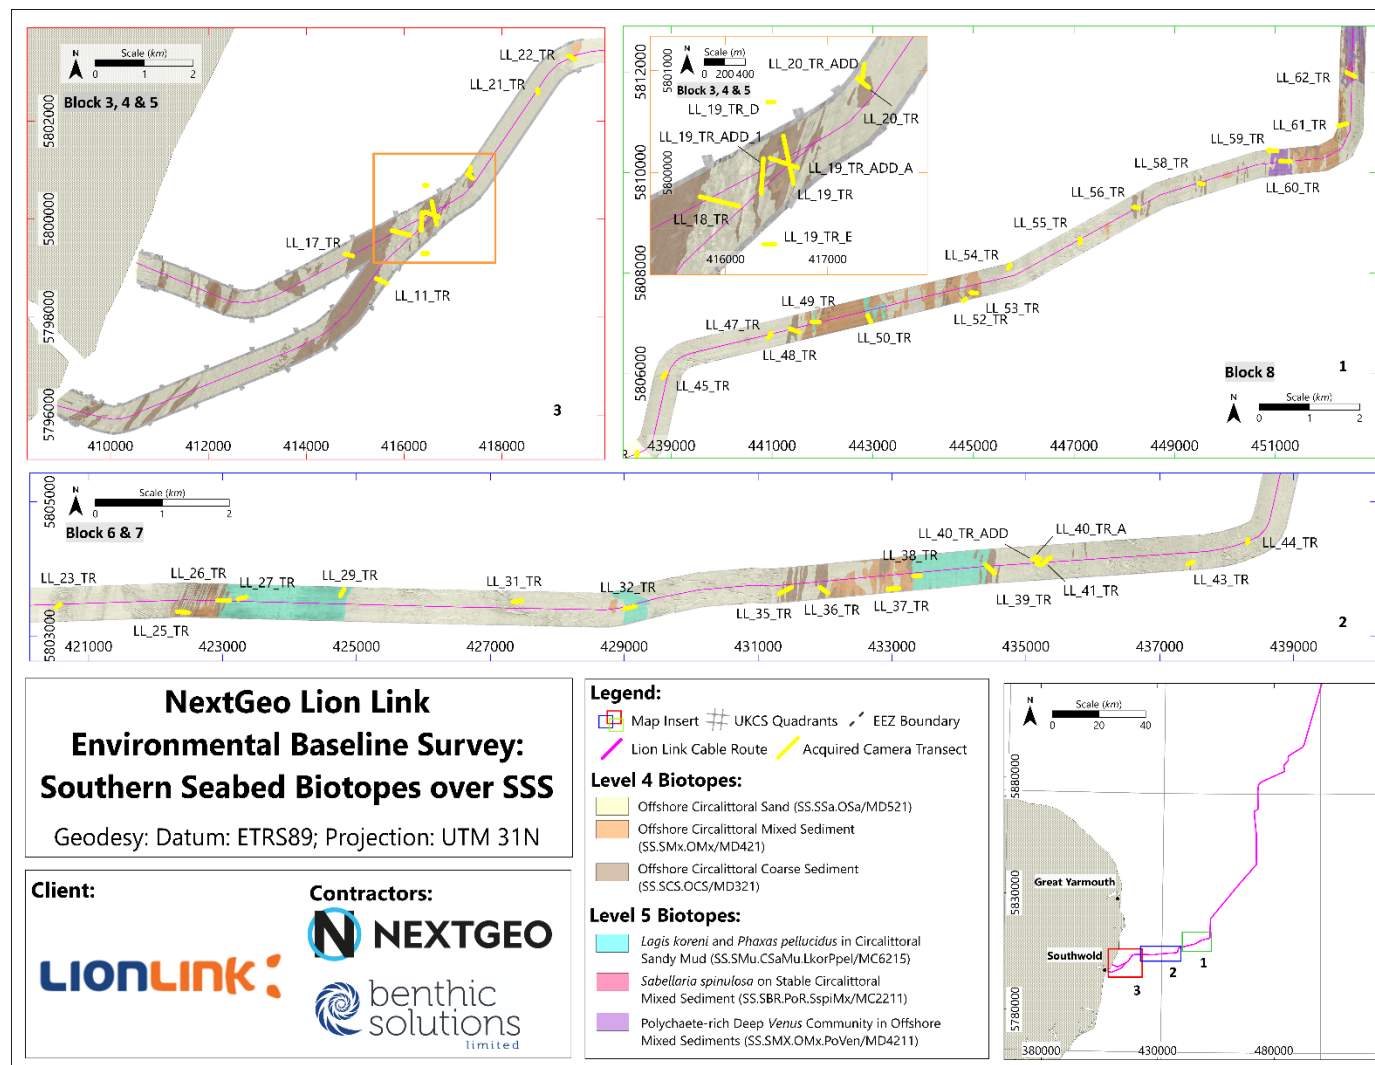 N
Scale (km)
0 1 2
Block 3, 4 & 5
LL_22_TR
LL_21_TR
LL_17_TR
LL_11_TR
3
5802000
5800000
5798000
5796000
410000 412000 414000 416000 418000
N
Scale (m)
0 200 400
Block 3, 4 & 5
5801000
5800000
LL_20_TR_ADD
LL_19_TR_D
LL_20_TR
LL_19_TR_ADD_1
LL_19_TR_ADD_A
LL_19_TR
LL_18_TR
LL_19_TR_E
416000 417000
5812000
5810000
5808000
5806000
LL_62_TR
LL_61_TR
LL_59_TR
LL_58_TR
LL_60_TR
LL_56_TR
LL_55_TR
LL_54_TR
LL_53_TR
LL_52_TR
LL_49_TR
LL_50_TR
LL_47_TR
LL_48_TR
LL_45_TR
Block 8
1
N
Scale (km)
0 1 2
439000 441000 443000 445000 447000 449000 451000
N
Scale (km)
0 1 2
Block 6 & 7
5805000
5803000
LL_23_TR
LL_26_TR
LL_27_TR
LL_29_TR
LL_25_TR
LL_31_TR
LL_32_TR
LL_35_TR
LL_36_TR
LL_37_TR
LL_38_TR
LL_40_TR_ADD
LL_40_TR_A
LL_39_TR
LL_41_TR
LL_43_TR
LL_44_TR
2
421000 423000 425000 427000 429000 431000 433000 435000 437000 439000
NextGeo Lion Link
Environmental Baseline Survey:
Southern Seabed Biotopes over SSS
Geodesy: Datum: ETRS89; Projection: UTM 31N
Client:
LIONLINK
Contractors:
NEXTGEO
benthic
solutions
limited
Legend:
Map Insert UKCS Quadrants EEZ Boundary
Lion Link Cable Route Acquired Camera Transect
Level 4 Biotopes:
Offshore Circalittoral Sand (SS.SSa.OSa/MD521)
Offshore Circalittoral Mixed Sediment
(SS.SMx.OMx/MD421)
Offshore Circalittoral Coarse Sediment
(SS.SCS.OCS/MD321)
Level 5 Biotopes:
Lagis koreni and Phaxas pellucidus in Circalittoral
Sandy Mud (SS.SMu.CSaMu.LkorPpel/MC6215)
Sabellaria spinulosa on Stable Circalittoral
Mixed Sediment (SS.SBR.PoR.SspiMx/MC2211)
Polychaete-rich Deep Venus Community in Offshore
Mixed Sediments (SS.SMX.OMx.PoVen/MD4211)
N
Scale (km)
0 20 40
5880000
5830000
5780000
Great Yarmouth
Southwold
1
2
3
380000 430000 480000